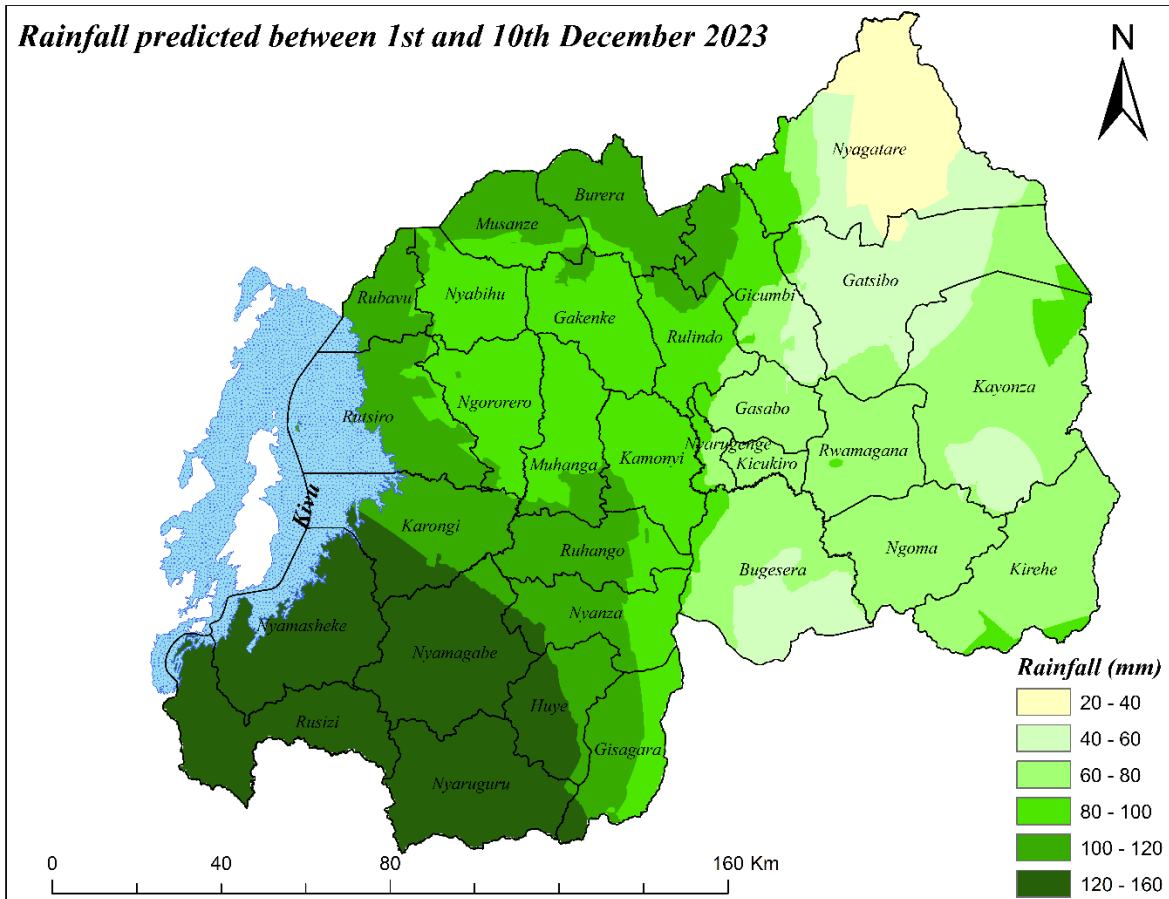 Rainfall predicted between 1st and 10th December 2023
N
Nyagatare
Burera
Musanze
Gatsibo
Rubavu
Nyabihu
Gicumbi
Gakenke
Rulindo
Kayonza
Ngororero
Gasabo
Rutsiro
Nyarugenge
Rwamagana
Muhanga
Kamonyi
Kicukiro
Kivu
Karongi
Ruhango
Ngoma
Bugesera
Kirehe
Nyanza
Nyamasheke
Nyamagabe
Huye
Rusizi
Gisagara
Nyaruguru
Rainfall (mm)
20 - 40
40 - 60
60 - 80
80 - 100
100 - 120
120 - 160
0 40 80 160 Km